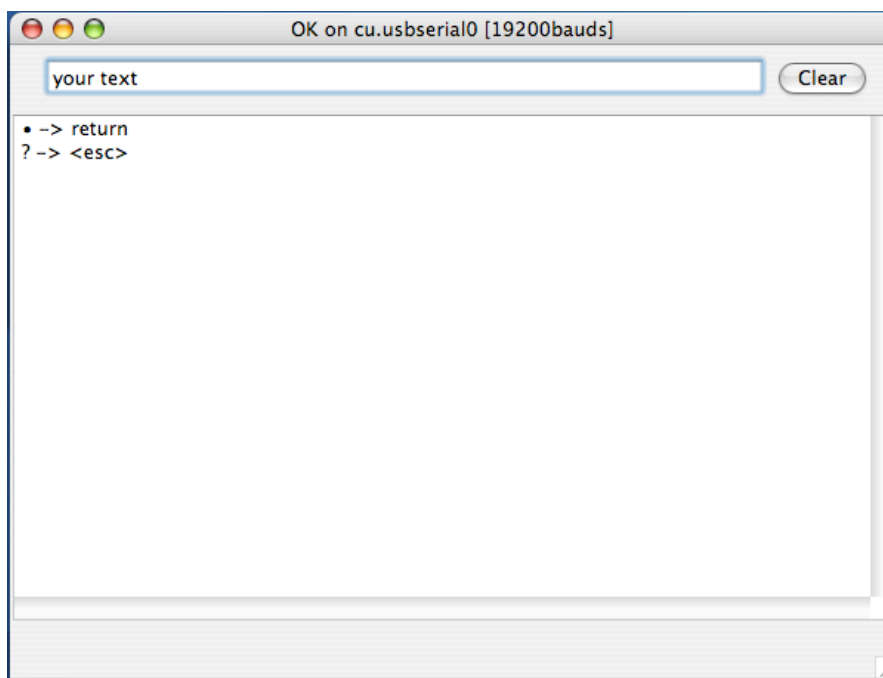 OK on cu.usbserial0 [19200bauds]
your text
Clear
• -> return
? -> <esc>